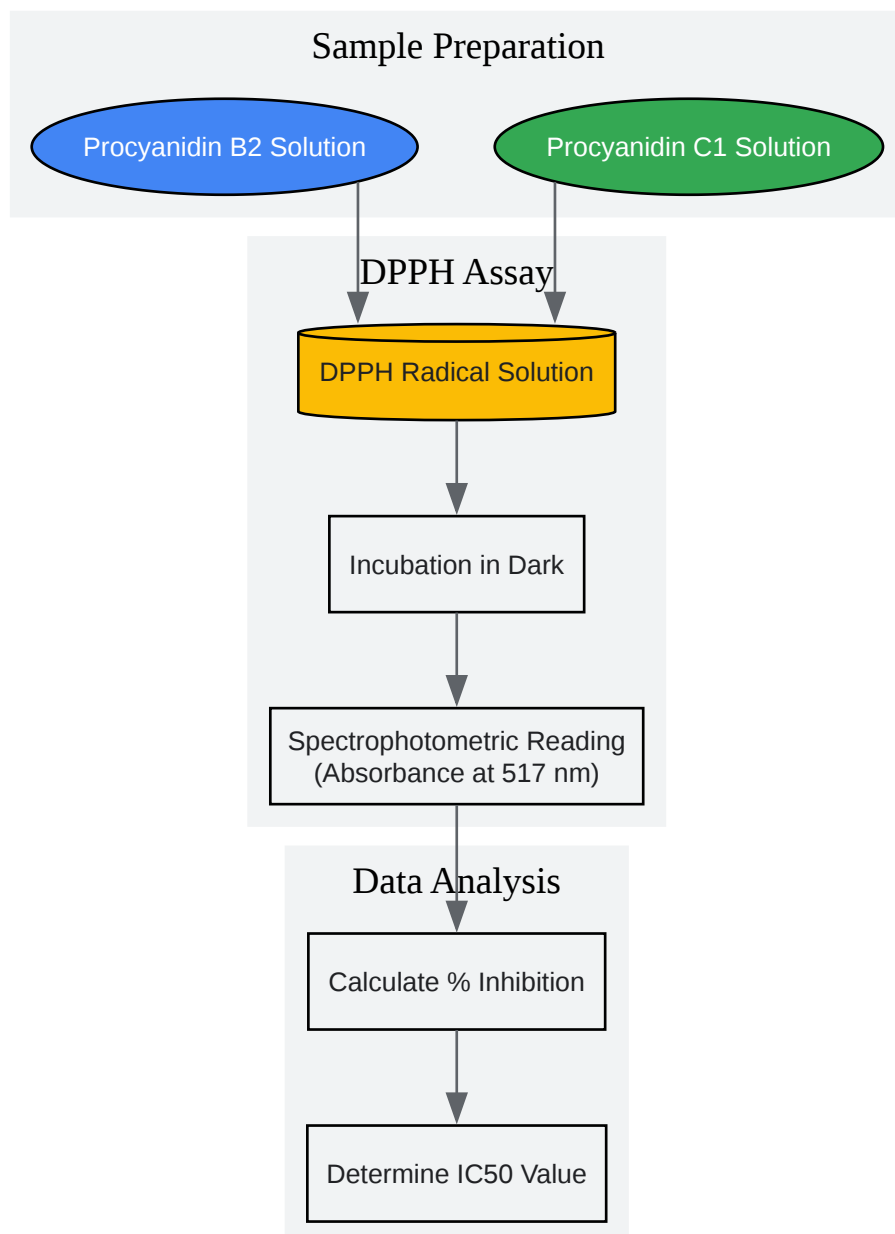 Sample Preparation
Procyanidin B2 Solution
Procyanidin C1 Solution
DPPH Assay
DPPH Radical Solution
Incubation in Dark
Spectrophotometric Reading
(Absorbance at 517 nm)
Data Analysis
Calculate % Inhibition
Determine IC50 Value